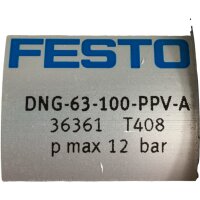 FESTO
DNG-63-100-PPV-A
36361 T408
p max 12 bar